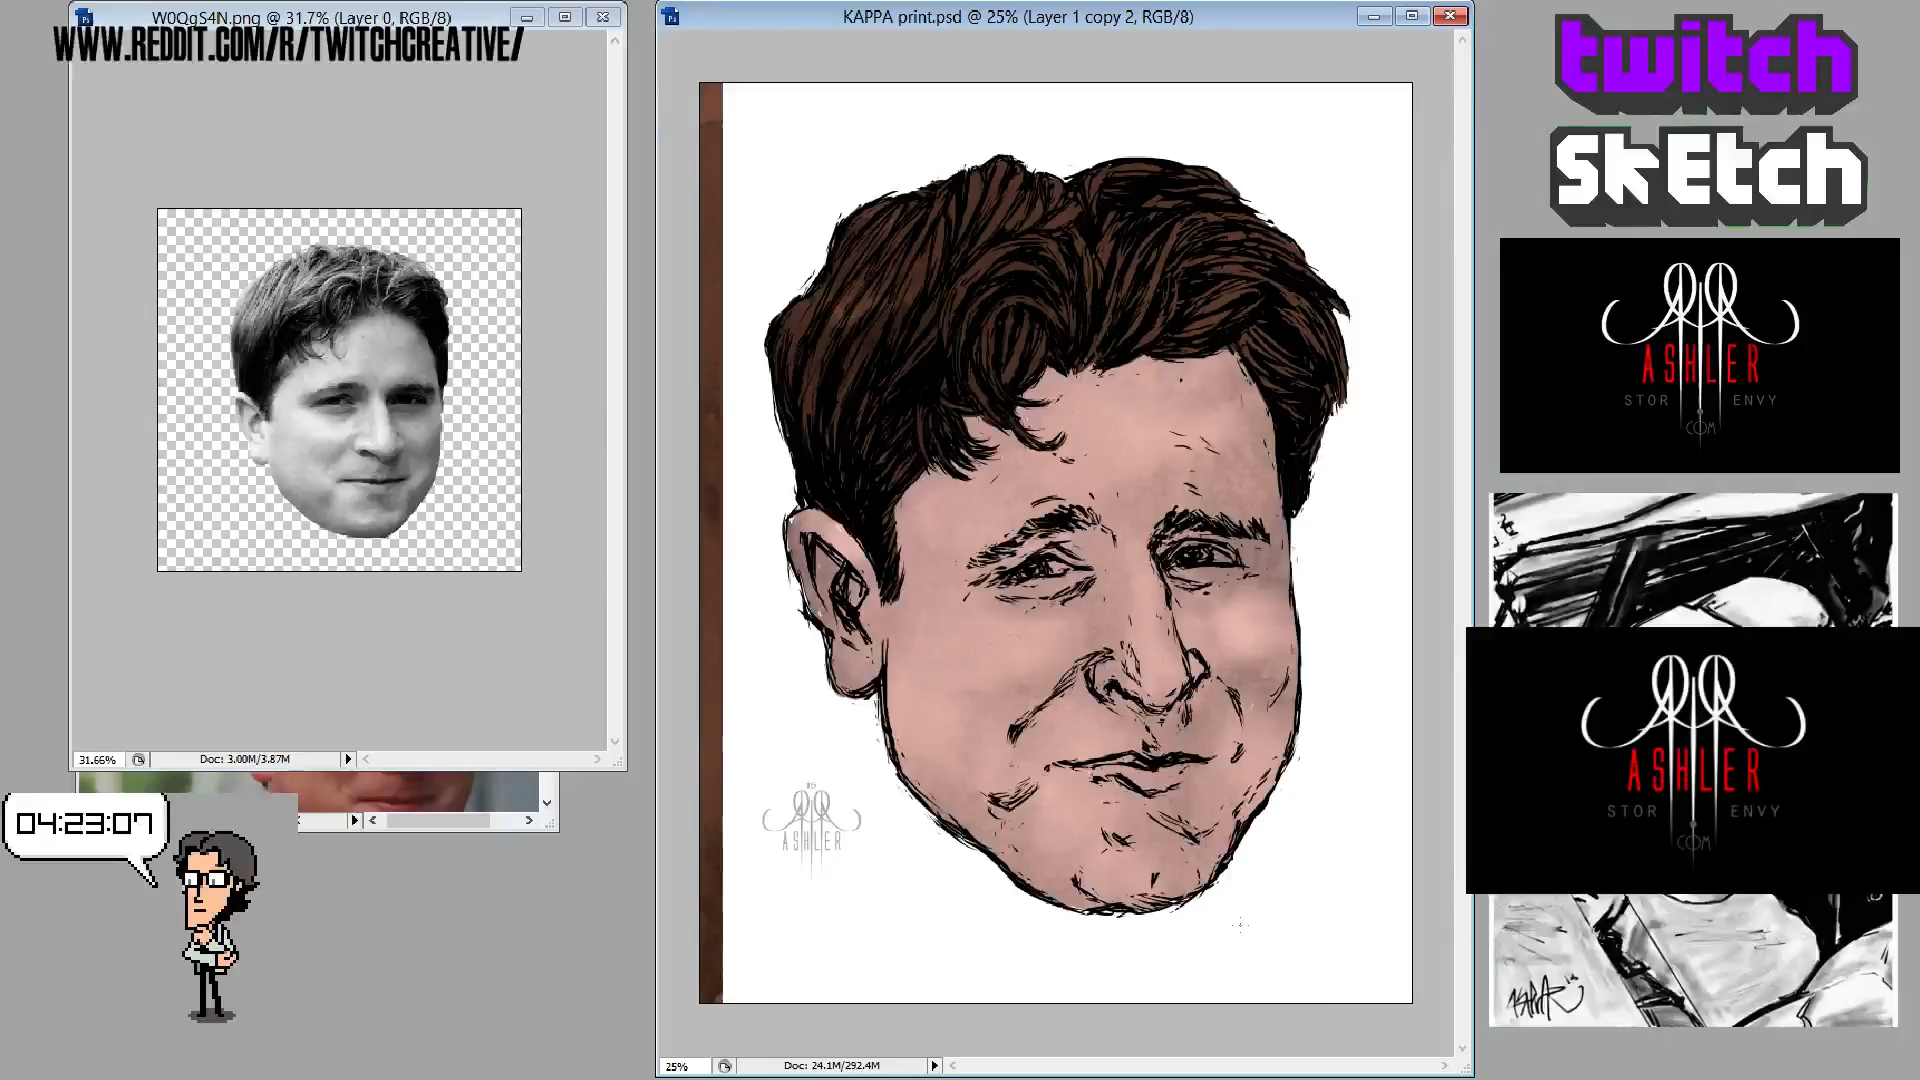 W0QgS4N.png @ 31.7% (Layer 0, RGB/8)
WWW.REDDIT.COM/R/TWITCHCREATIVE/
31.66%
Doc: 3.00M/3.87M
04:23:07
KAPPA print.psd @ 25% (Layer 1 copy 2, RGB/8)
ASHLER
25%
Doc: 24.1M/292.4M
twitch
SkEtch
ASHLER
STOR ENVY
COM
ASHLER
STOR ENVY
COM